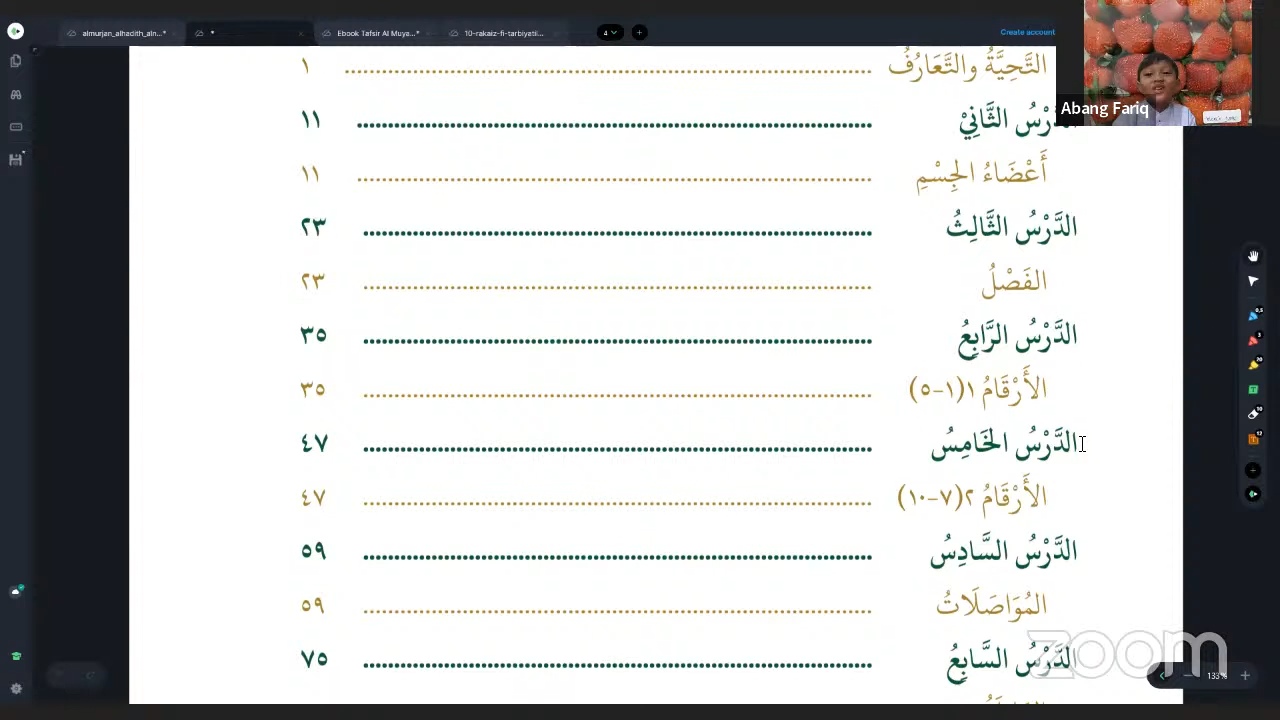 almurjan_alhadith_aln...*
*
Ebook Tafsir Al Muya...*
10-rakaiz-fi-tarbiyatil...
4
Create account
Abang Fariq
التَّحِيَّةُ والتَّعَارُفُ ........ ١
الدَّرْسُ الثَّانِيْ ........ ١١
أَعْضَاءُ الجِسْمِ ........ ١١
الدَّرْسُ الثَّالِثُ ........ ٢٣
الفَصْلُ ........ ٢٣
الدَّرْسُ الرَّابِعُ ........ ٣٥
الأَرْقَامُ ١(١-٥) ........ ٣٥
الدَّرْسُ الخَامِسُ ........ ٤٧
الأَرْقَامُ ٢(٧-١٠) ........ ٤٧
الدَّرْسُ السَّادِسُ ........ ٥٩
المُوَاصَلَاتُ ........ ٥٩
الدَّرْسُ السَّابِعُ ........ ٧٥
zoom
133%